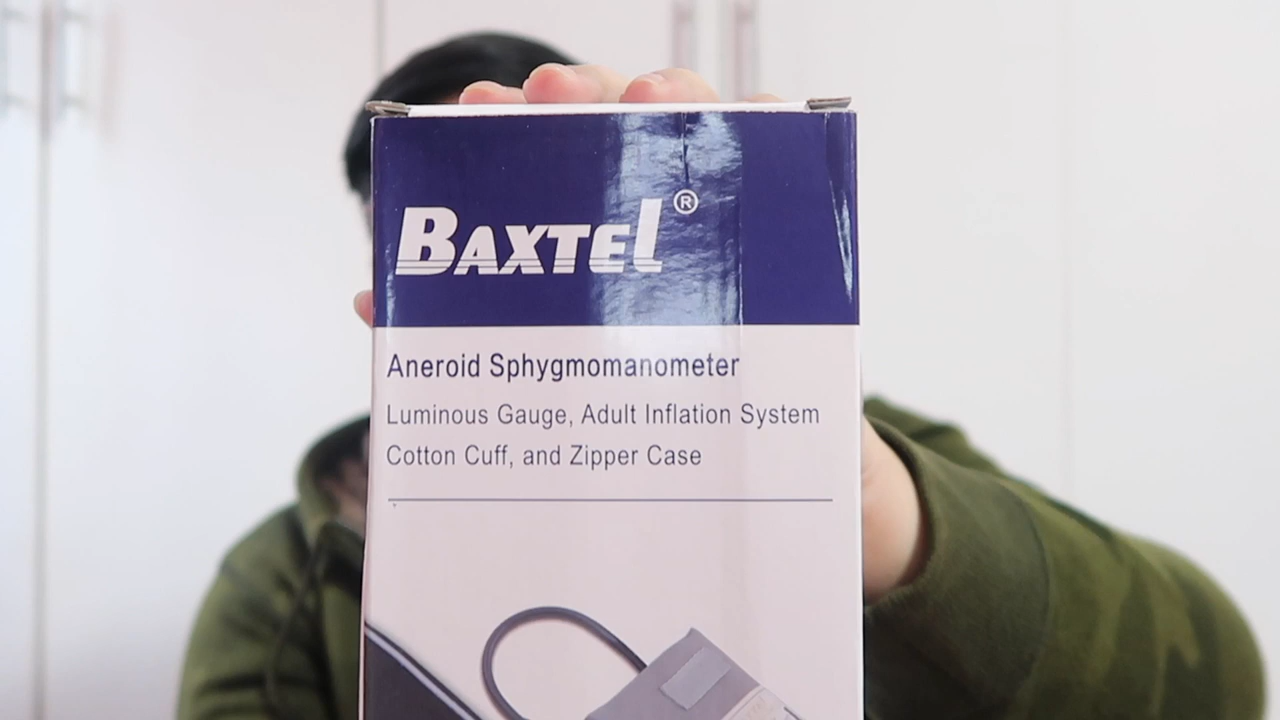 BAXTEL®
Aneroid Sphygmomanometer
Luminous Gauge, Adult Inflation System
Cotton Cuff, and Zipper Case